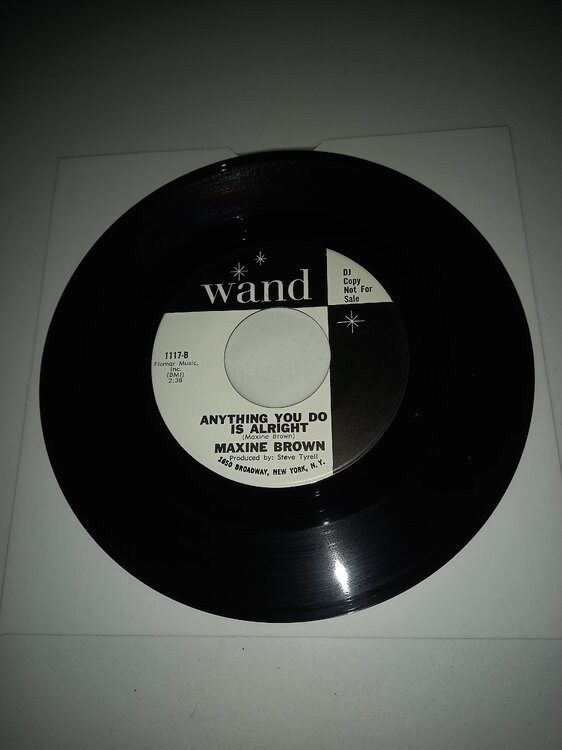 wand
DJ
Copy
Not For
Sale
1117-B
Flomar Music,
Inc.
(BMI)
2:38
ANYTHING YOU DO
IS ALRIGHT
(Maxine Brown)
MAXINE BROWN
Produced by: Steve Tyrell
1650 BROADWAY, NEW YORK, N. Y.